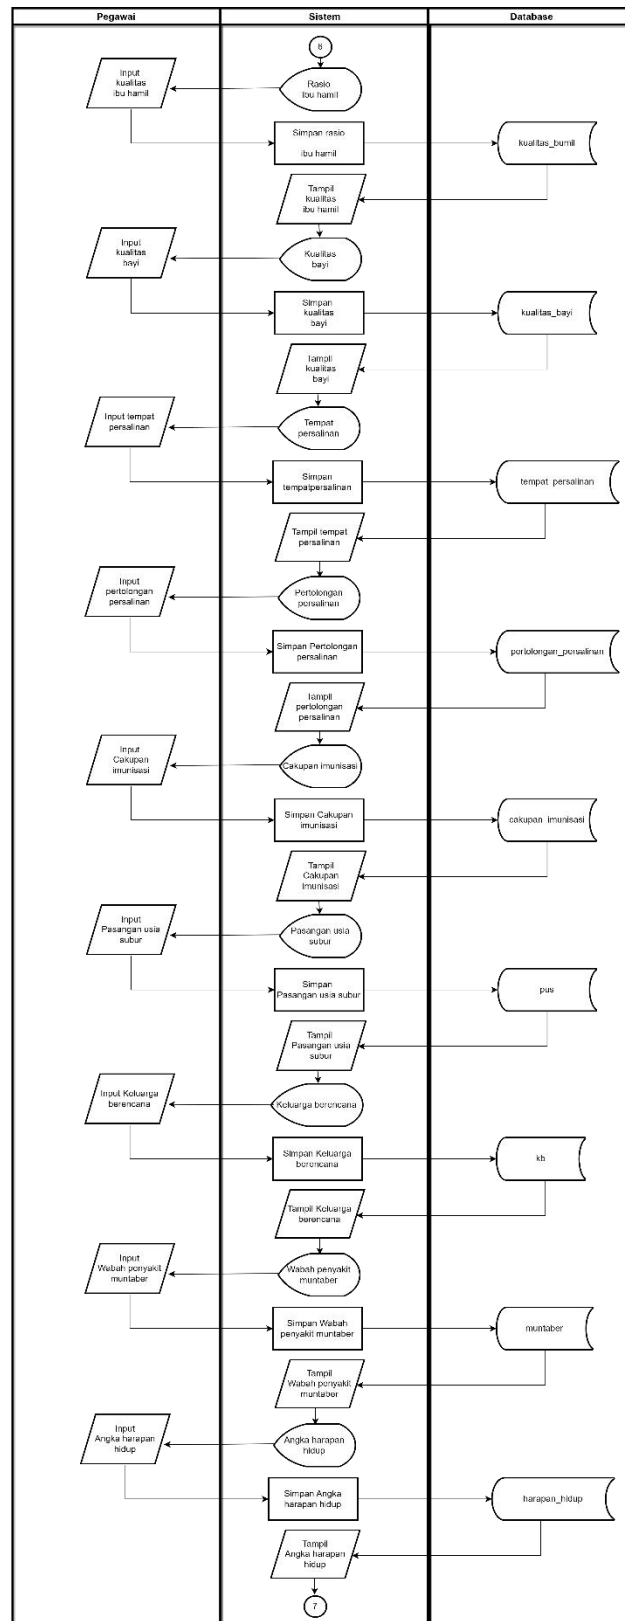 Pegawai
Sistem
Database
6
Input
kualitas
ibu hamil
Rasio
Ibu hamil
Simpan rasio
ibu hamil
kualitas_bumil
Tampil
kualitas
ibu hamil
Input
kualitas
bayi
Kualitas
bayi
Simpan
kualitas
bayi
kualitas_bayi
Tampil
kualitas
bayi
Input tempat
persalinan
Tempat
persalinan
Simpan
tempatpersalinan
tempat_persalinan
Tampil tempat
persalinan
Input
pertolongan
persalinan
Pertolongan
persalinan
Simpan Pertolongan
persalinan
pertolongan_persalinan
Tampil
pertolongan
persalinan
Input
Cakupan
imunisasi
Cakupan imunisasi
Simpan Cakupan
imunisasi
cakupan_imunisasi
Tampil
Cakupan
imunisasi
Input
Pasangan usia
subur
Pasangan usia
subur
Simpan
Pasangan usia subur
pus
Tampil
Pasangan usia
subur
Input Keluarga
berencana
Keluarga berencana
Simpan Keluarga
berencana
kb
Tampil Keluarga
berencana
Input
Wabah penyakit
muntaber
Wabah penyakit
muntaber
Simpan Wabah
penyakit muntaber
muntaber
Tampil
Wabah penyakit
muntaber
Input
Angka harapan
hidup
Angka harapan
hidup
Simpan Angka
harapan hidup
harapan_hidup
Tampil
Angka harapan
hidup
7